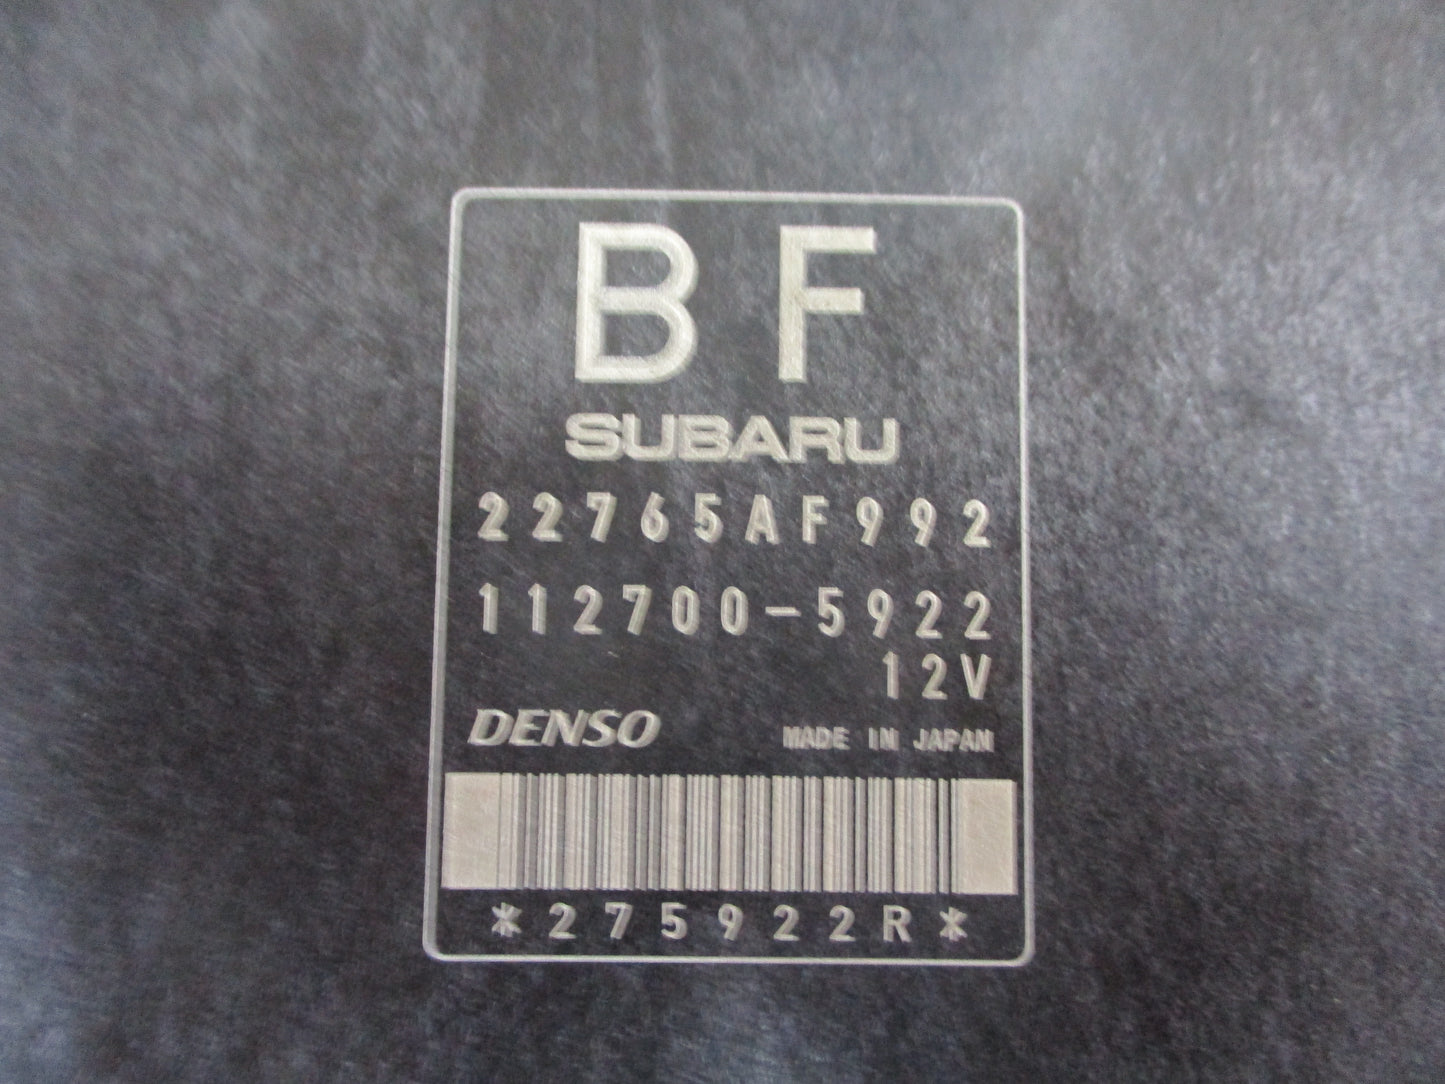 BF
SUBARU
22765AF992
112700-5922
12V
DENSO MADE IN JAPAN
*275922R*